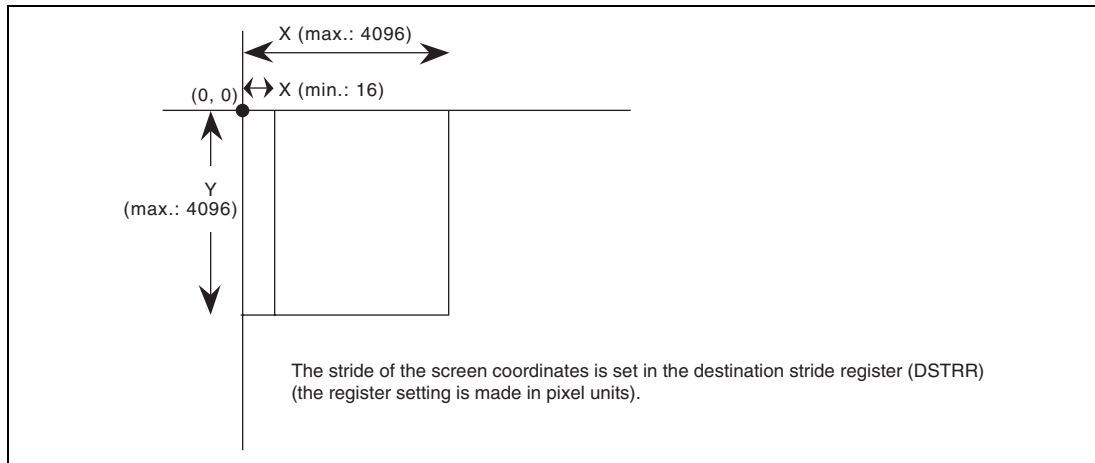 X (max.: 4096)
(0, 0)
X (min.: 16)
Y
(max.: 4096)
The stride of the screen coordinates is set in the destination stride register (DSTRR)
(the register setting is made in pixel units).